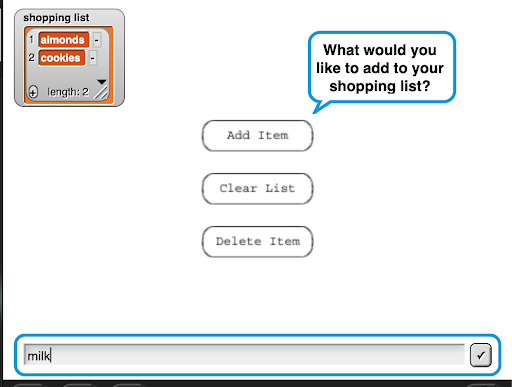 shopping list
1 almonds -
2 cookies -
+ length: 2
What would you
like to add to your
shopping list?
Add Item
Clear List
Delete Item
milk